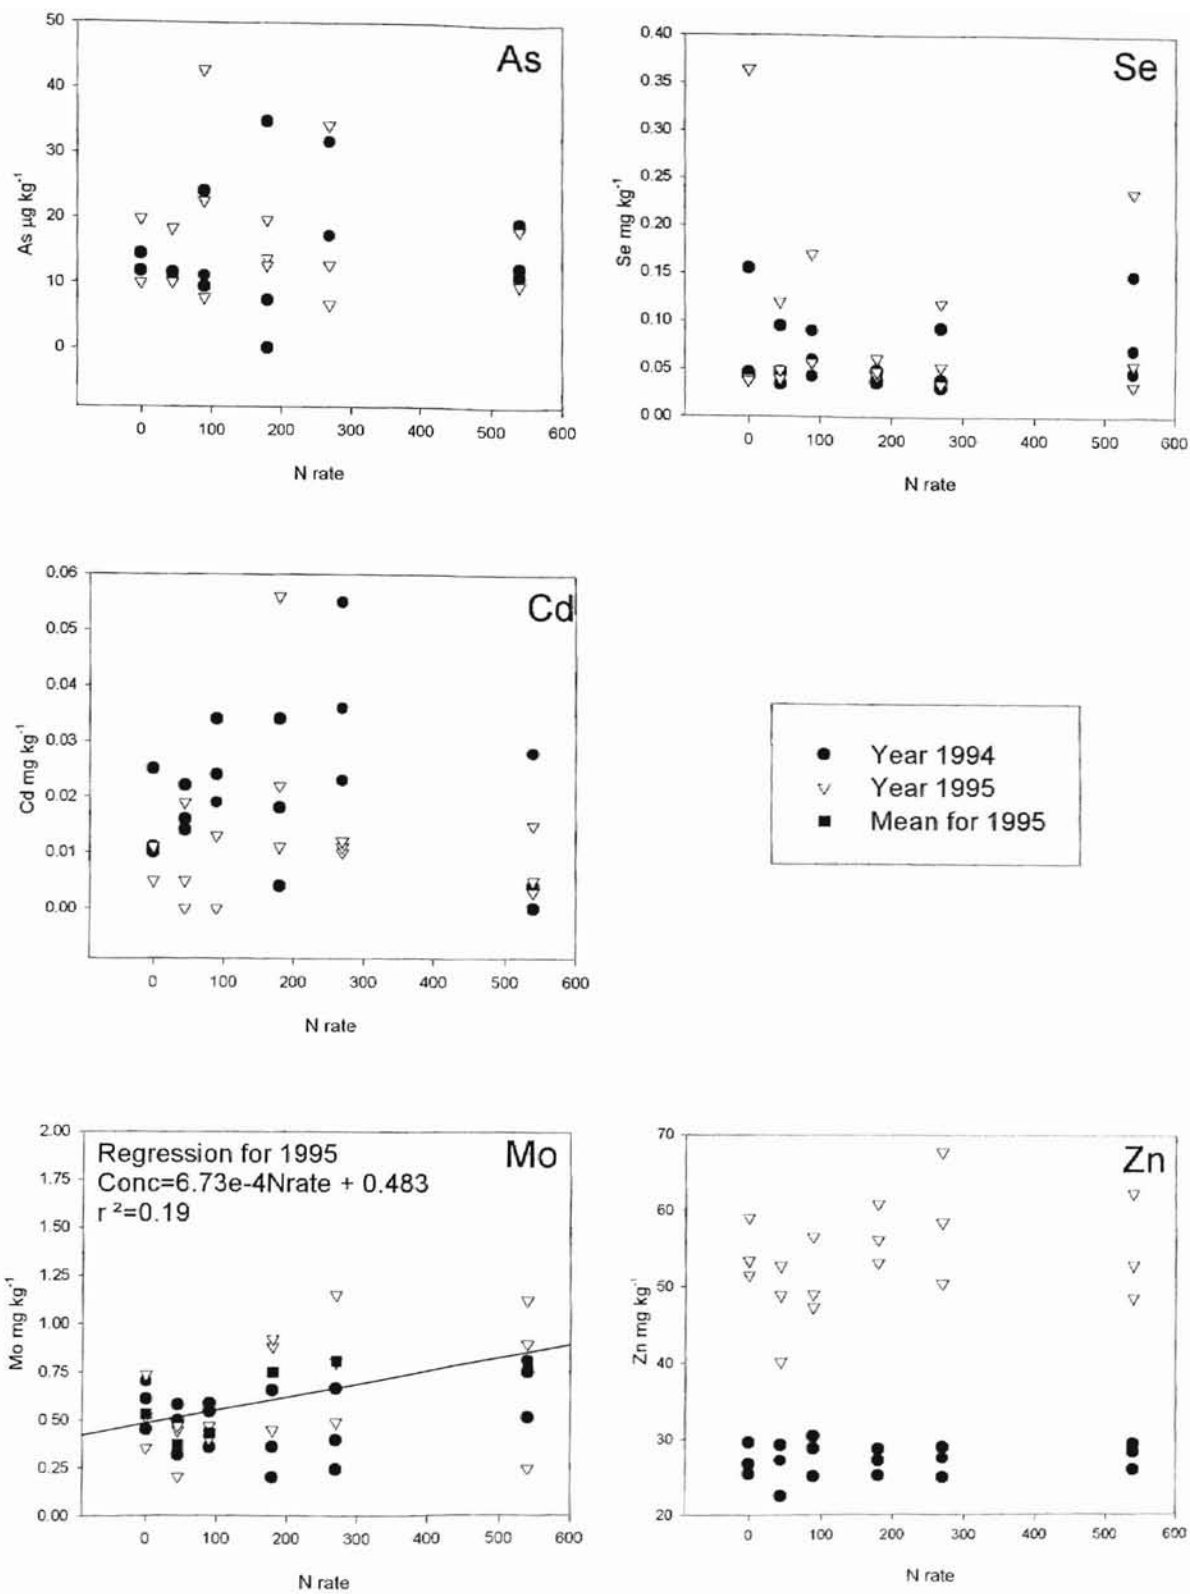 As
50
40
30
20
10
0
As µg kg-1
0 100 200 300 400 500 600
N rate
Se
0.40
0.35
0.30
0.25
0.20
0.15
0.10
0.05
0.00
Se mg kg-1
0 100 200 300 400 500 600
N rate
Cd
0.06
0.05
0.04
0.03
0.02
0.01
0.00
Cd mg kg-1
0 100 200 300 400 500 600
N rate
Year 1994
Year 1995
Mean for 1995
Regression for 1995
Conc=6.73e-4Nrate + 0.483
r ²=0.19
Mo
2.00
1.75
1.50
1.25
1.00
0.75
0.50
0.25
0.00
Mo mg kg-1
0 100 200 300 400 500 600
N rate
Zn
70
60
50
40
30
20
Zn mg kg-1
0 100 200 300 400 500 600
N rate